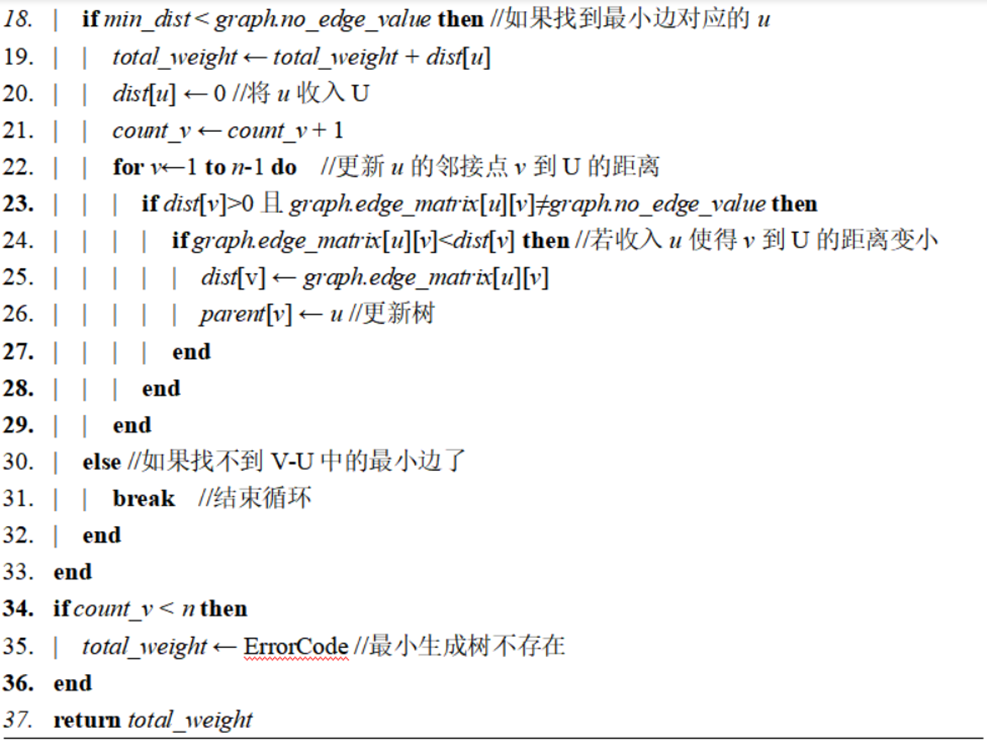 18. | if min_dist < graph.no_edge_value then //如果找到最小边对应的 u
19. | | total_weight ← total_weight + dist[u]
20. | | dist[u] ← 0 //将 u 收入 U
21. | | count_v ← count_v + 1
22. | | for v←1 to n-1 do //更新 u 的邻接点 v 到 U 的距离
23. | | | if dist[v]>0 且 graph.edge_matrix[u][v]≠graph.no_edge_value then
24. | | | | if graph.edge_matrix[u][v]<dist[v] then //若收入 u 使得 v 到 U 的距离变小
25. | | | | | dist[v] ← graph.edge_matrix[u][v]
26. | | | | | parent[v] ← u //更新树
27. | | | | end
28. | | | end
29. | | end
30. | else //如果找不到 V-U 中的最小边了
31. | | break //结束循环
32. | end
33. end
34. if count_v < n then
35. | total_weight ← ErrorCode //最小生成树不存在
36. end
37. return total_weight